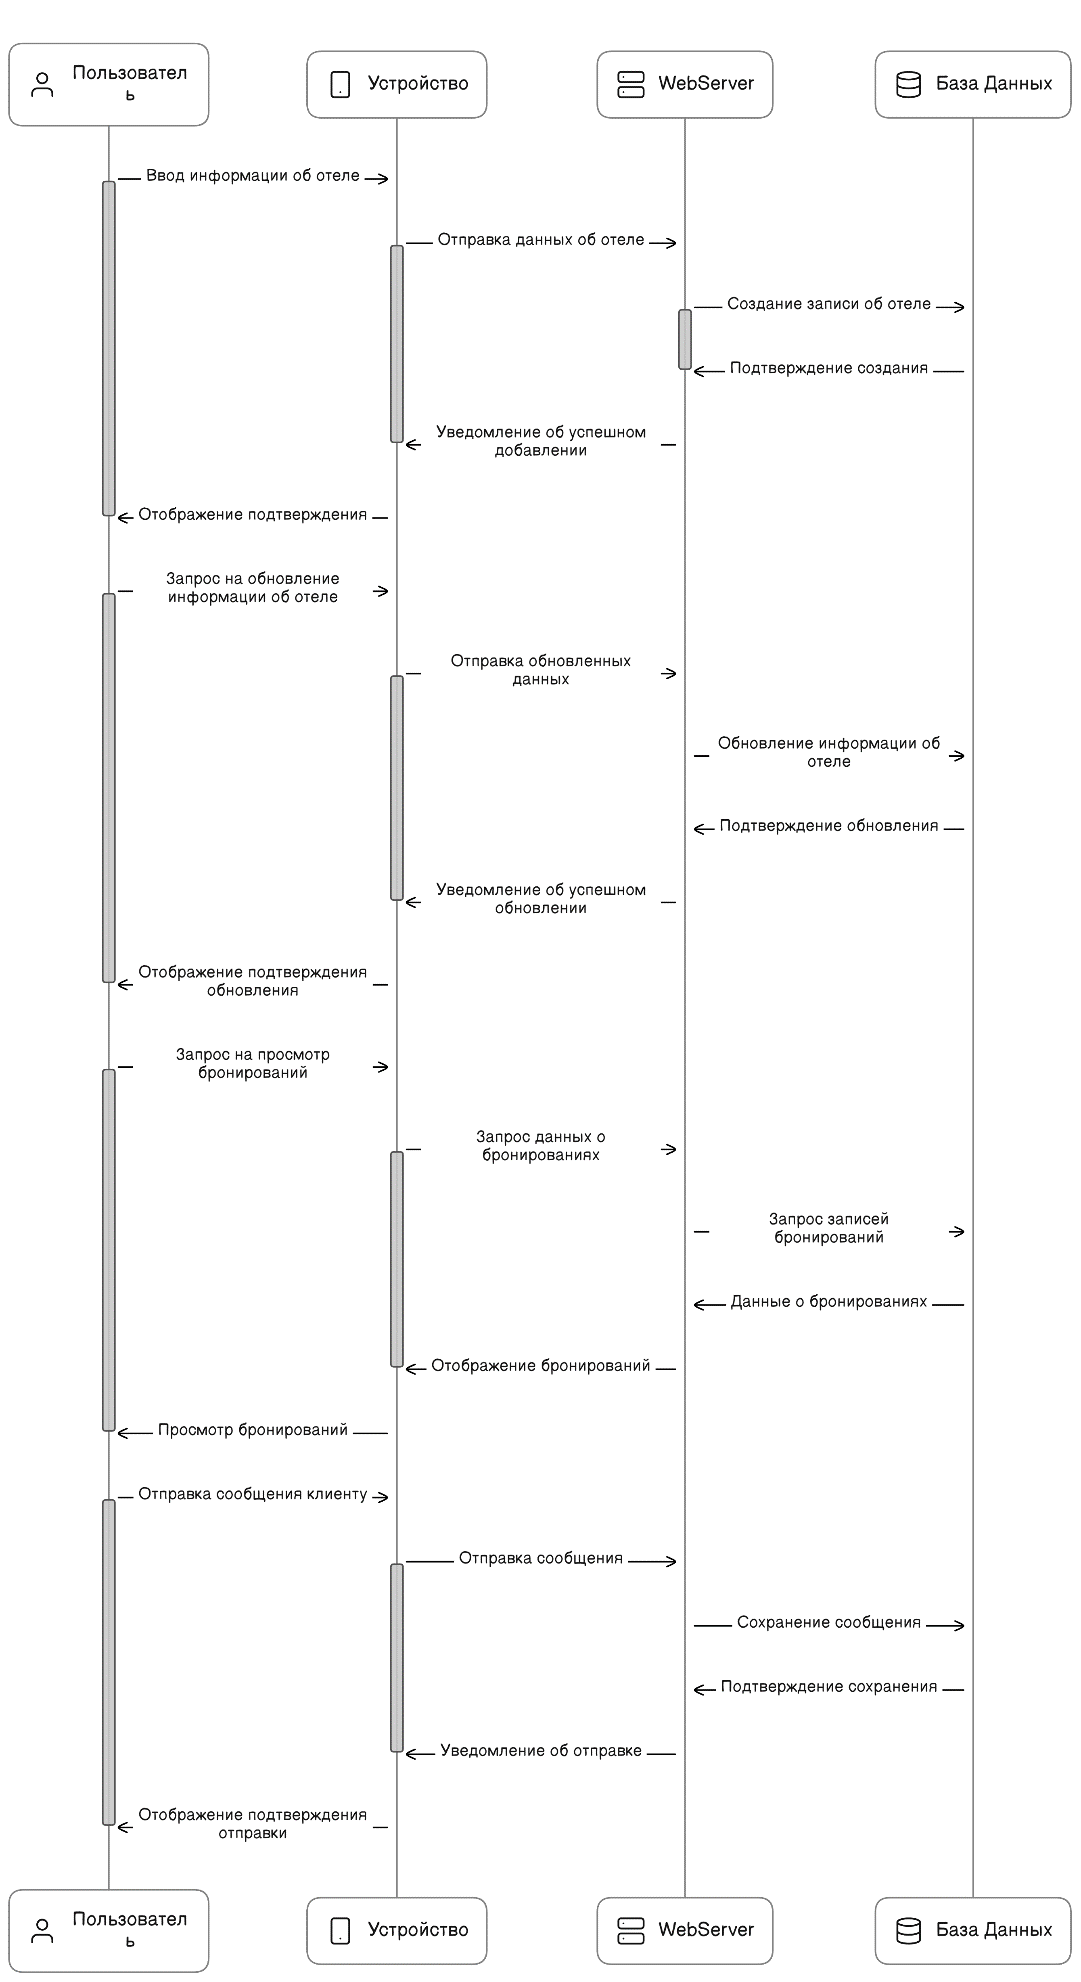 Пользовател
ь
Устройство
WebServer
База Данных
Ввод информации об отеле
Отправка данных об отеле
Создание записи об отеле
Подтверждение создания
Уведомление об успешном
добавлении
Отображение подтверждения
Запрос на обновление
информации об отеле
Отправка обновленных
данных
Обновление информации об
отеле
Подтверждение обновления
Уведомление об успешном
обновлении
Отображение подтверждения
обновления
Запрос на просмотр
бронирований
Запрос данных о
бронированиях
Запрос записей
бронирований
Данные о бронированиях
Отображение бронирований
Просмотр бронирований
Отправка сообщения клиенту
Отправка сообщения
Сохранение сообщения
Подтверждение сохранения
Уведомление об отправке
Отображение подтверждения
отправки
Пользовател
ь
Устройство
WebServer
База Данных